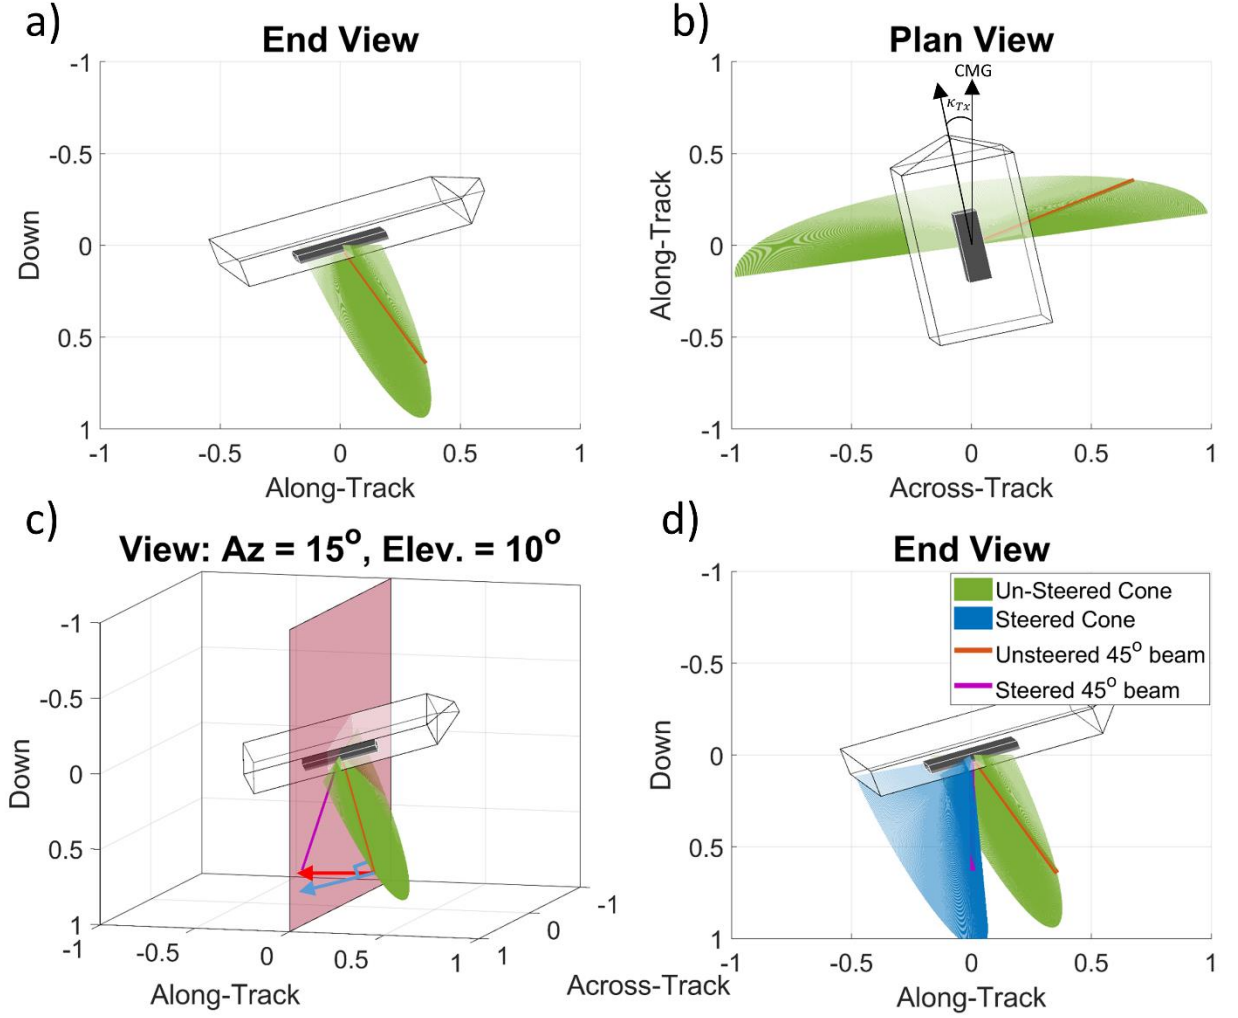 a)
End View
-1
-0.5
0
0.5
1
Down
-1
-0.5
0
0.5
1
Along-Track
b)
Plan View
CMG
κTx
1
0.5
0
-0.5
-1
Along-Track
-1
-0.5
0
0.5
1
Across-Track
c)
View: Az = 15o, Elev. = 10o
-1
-0.5
0
0.5
1
Down
-1
-0.5
0
0.5
1
Along-Track
1
0
-1
Across-Track
d)
End View
Un-Steered Cone
Steered Cone
Unsteered 45o beam
Steered 45o beam
-1
-0.5
0
0.5
1
Down
-1
-0.5
0
0.5
1
Along-Track